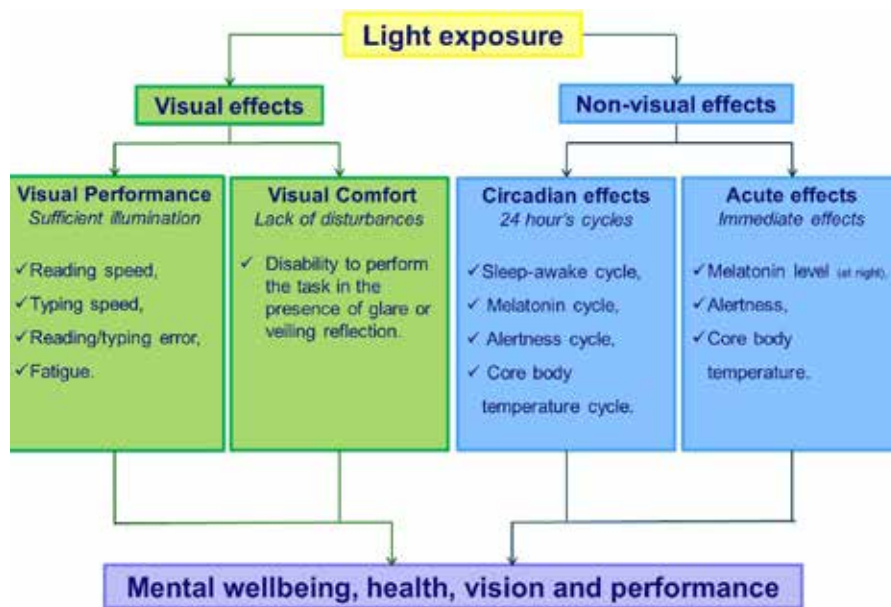 Light exposure
Visual effects
Non-visual effects
Visual Performance
Sufficient illumination
✓Reading speed,
✓Typing speed,
✓Reading/typing error,
✓Fatigue.
Visual Comfort
Lack of disturbances
✓ Disability to perform
the task in the
presence of glare or
veiling reflection.
Circadian effects
24 hour's cycles
✓Sleep-awake cycle,
✓ Melatonin cycle,
✓ Alertness cycle,
✓ Core body
temperature cycle.
Acute effects
Immediate effects
✓Melatonin level (at night),
✓Alertness,
✓Core body
temperature.
Mental wellbeing, health, vision and performance